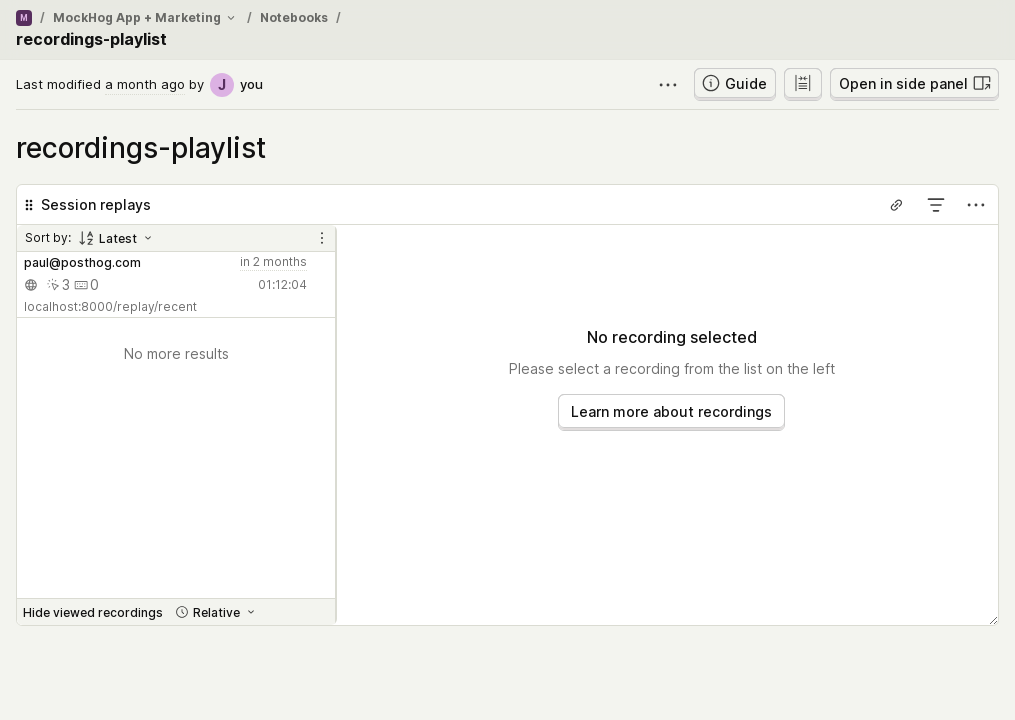 M / MockHog App + Marketing / Notebooks /
recordings-playlist
Last modified a month ago by J you
Guide
Open in side panel
recordings-playlist
Session replays
Sort by: Latest
paul@posthog.com in 2 months
3 0 01:12:04
localhost:8000/replay/recent
No more results
Hide viewed recordings Relative
No recording selected
Please select a recording from the list on the left
Learn more about recordings